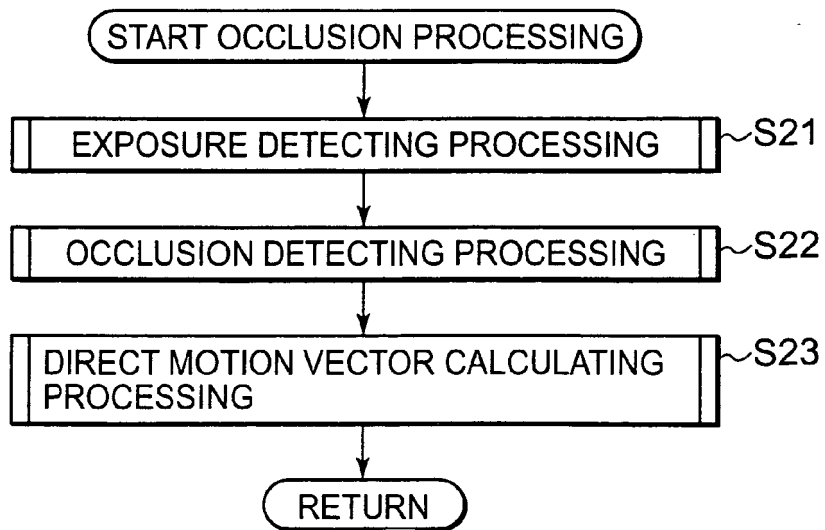 START OCCLUSION PROCESSING
EXPOSURE DETECTING PROCESSING
S21
OCCLUSION DETECTING PROCESSING
S22
DIRECT MOTION VECTOR CALCULATING
PROCESSING
S23
RETURN